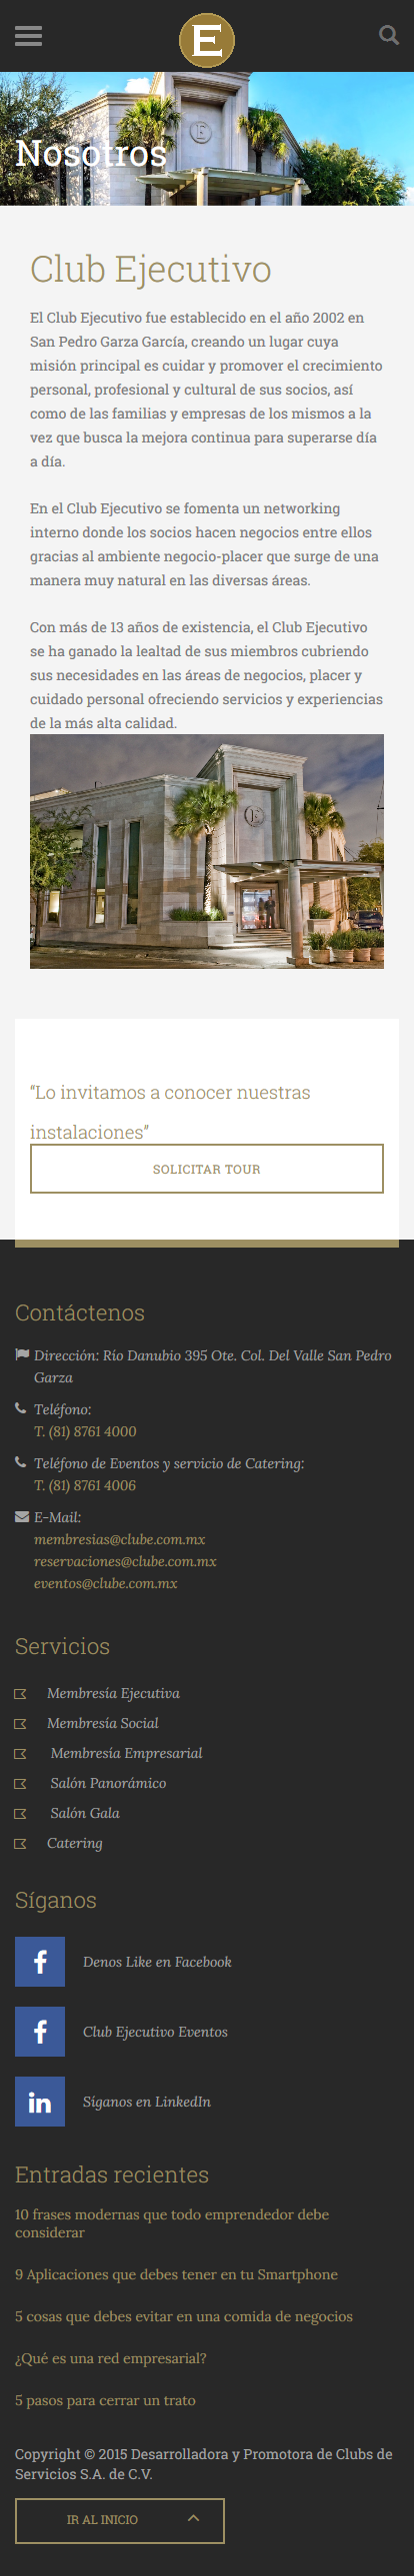 E
Nosotros
Club Ejecutivo
El Club Ejecutivo fue establecido en el año 2002 en
San Pedro Garza García, creando un lugar cuya
misión principal es cuidar y promover el crecimiento
personal, profesional y cultural de sus socios, así
como de las familias y empresas de los mismos a la
vez que busca la mejora continua para superarse día
a día.
En el Club Ejecutivo se fomenta un networking
interno donde los socios hacen negocios entre ellos
gracias al ambiente negocio-placer que surge de una
manera muy natural en las diversas áreas.
Con más de 13 años de existencia, el Club Ejecutivo
se ha ganado la lealtad de sus miembros cubriendo
sus necesidades en las áreas de negocios, placer y
cuidado personal ofreciendo servicios y experiencias
de la más alta calidad.
“Lo invitamos a conocer nuestras
instalaciones”
SOLICITAR TOUR
Contáctenos
Dirección: Río Danubio 395 Ote. Col. Del Valle San Pedro
Garza
Teléfono:
T. (81) 8761 4000
Teléfono de Eventos y servicio de Catering:
T. (81) 8761 4006
E-Mail:
membresias@clube.com.mx
reservaciones@clube.com.mx
eventos@clube.com.mx
Servicios
Membresía Ejecutiva
Membresía Social
Membresía Empresarial
Salón Panorámico
Salón Gala
Catering
Síganos
Denos Like en Facebook
Club Ejecutivo Eventos
Síganos en LinkedIn
Entradas recientes
10 frases modernas que todo emprendedor debe
considerar
9 Aplicaciones que debes tener en tu Smartphone
5 cosas que debes evitar en una comida de negocios
¿Qué es una red empresarial?
5 pasos para cerrar un trato
Copyright © 2015 Desarrolladora y Promotora de Clubs de
Servicios S.A. de C.V.
IR AL INICIO